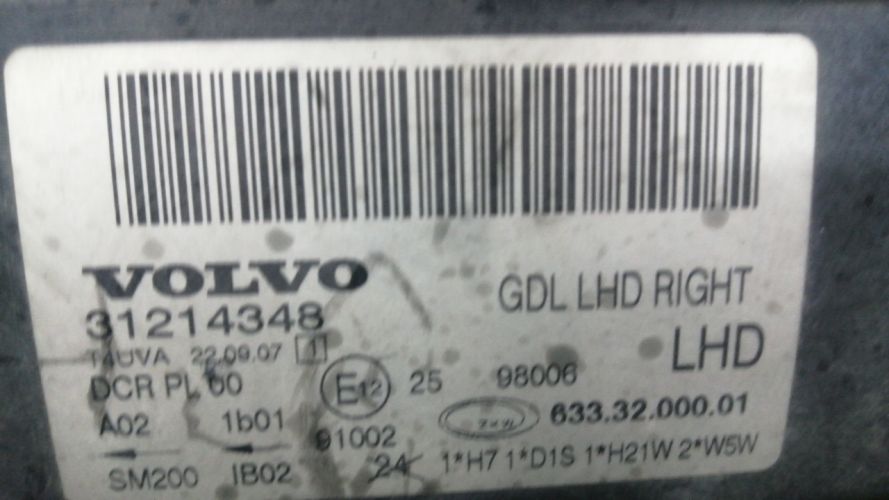 VOLVO
GDL LHD RIGHT
31214348
LHD
22.09.07 1
DCR PL 00
E12 25 98006
A02 1b01
91002
633.32.000.01
SM200 IB02
24 1*H7 1*D1S 1*H21W 2*W5W